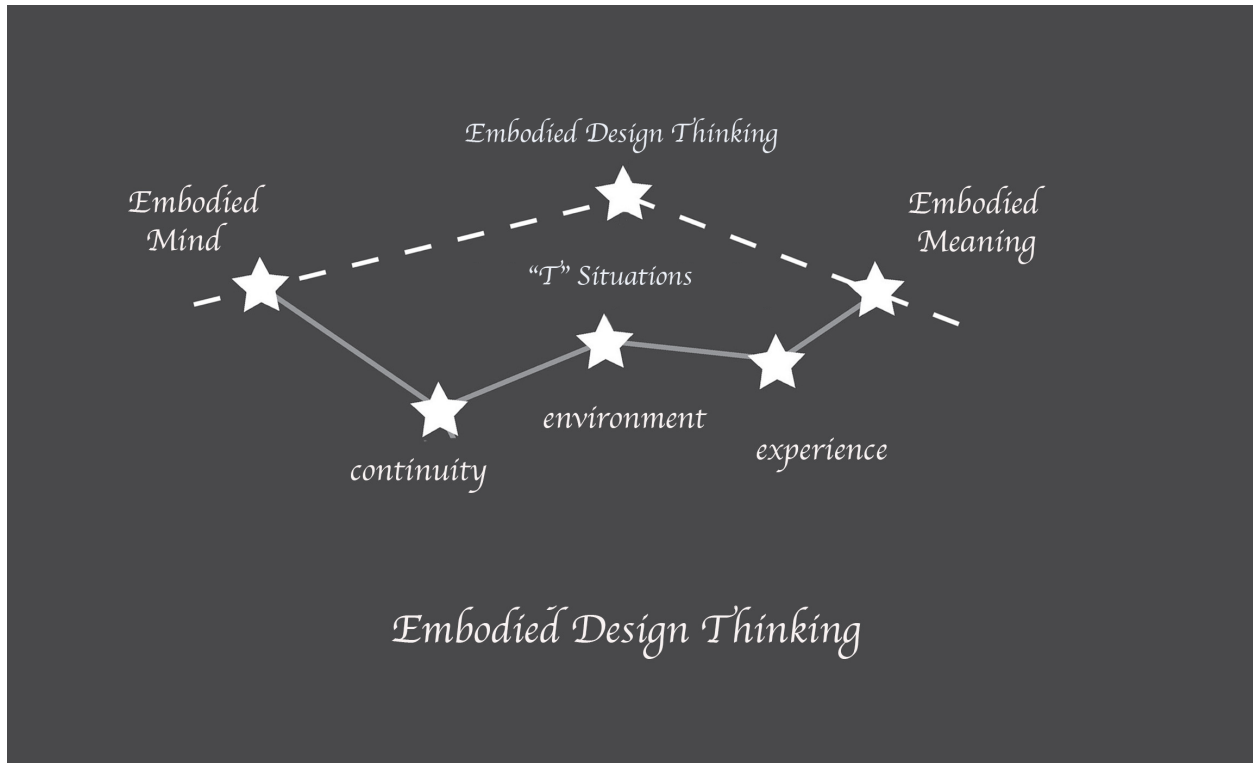 Embodied Design Thinking
Embodied
Mind
Embodied
Meaning
“T” Situations
environment
experience
continuity
Embodied Design Thinking